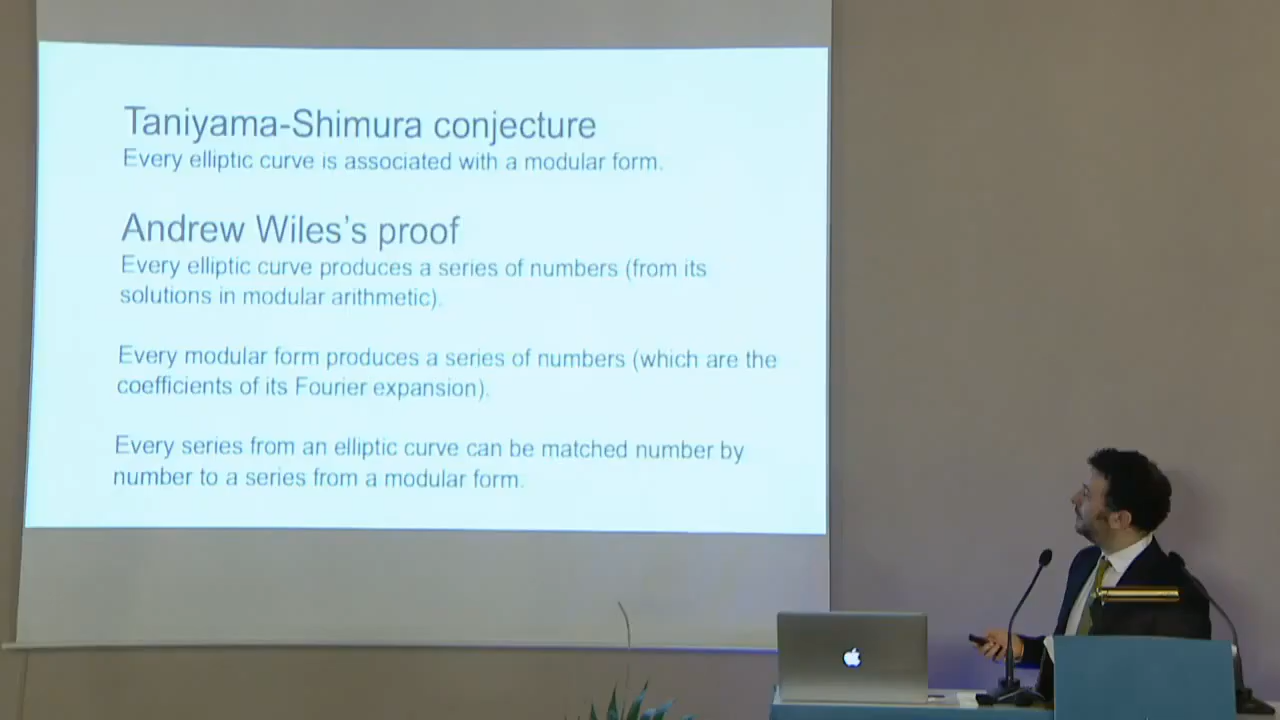 Taniyama-Shimura conjecture
Every elliptic curve is associated with a modular form.
Andrew Wiles's proof
Every elliptic curve produces a series of numbers (from its
solutions in modular arithmetic).
Every modular form produces a series of numbers (which are the
coefficients of its Fourier expansion).
Every series from an elliptic curve can be matched number by
number to a series from a modular form.